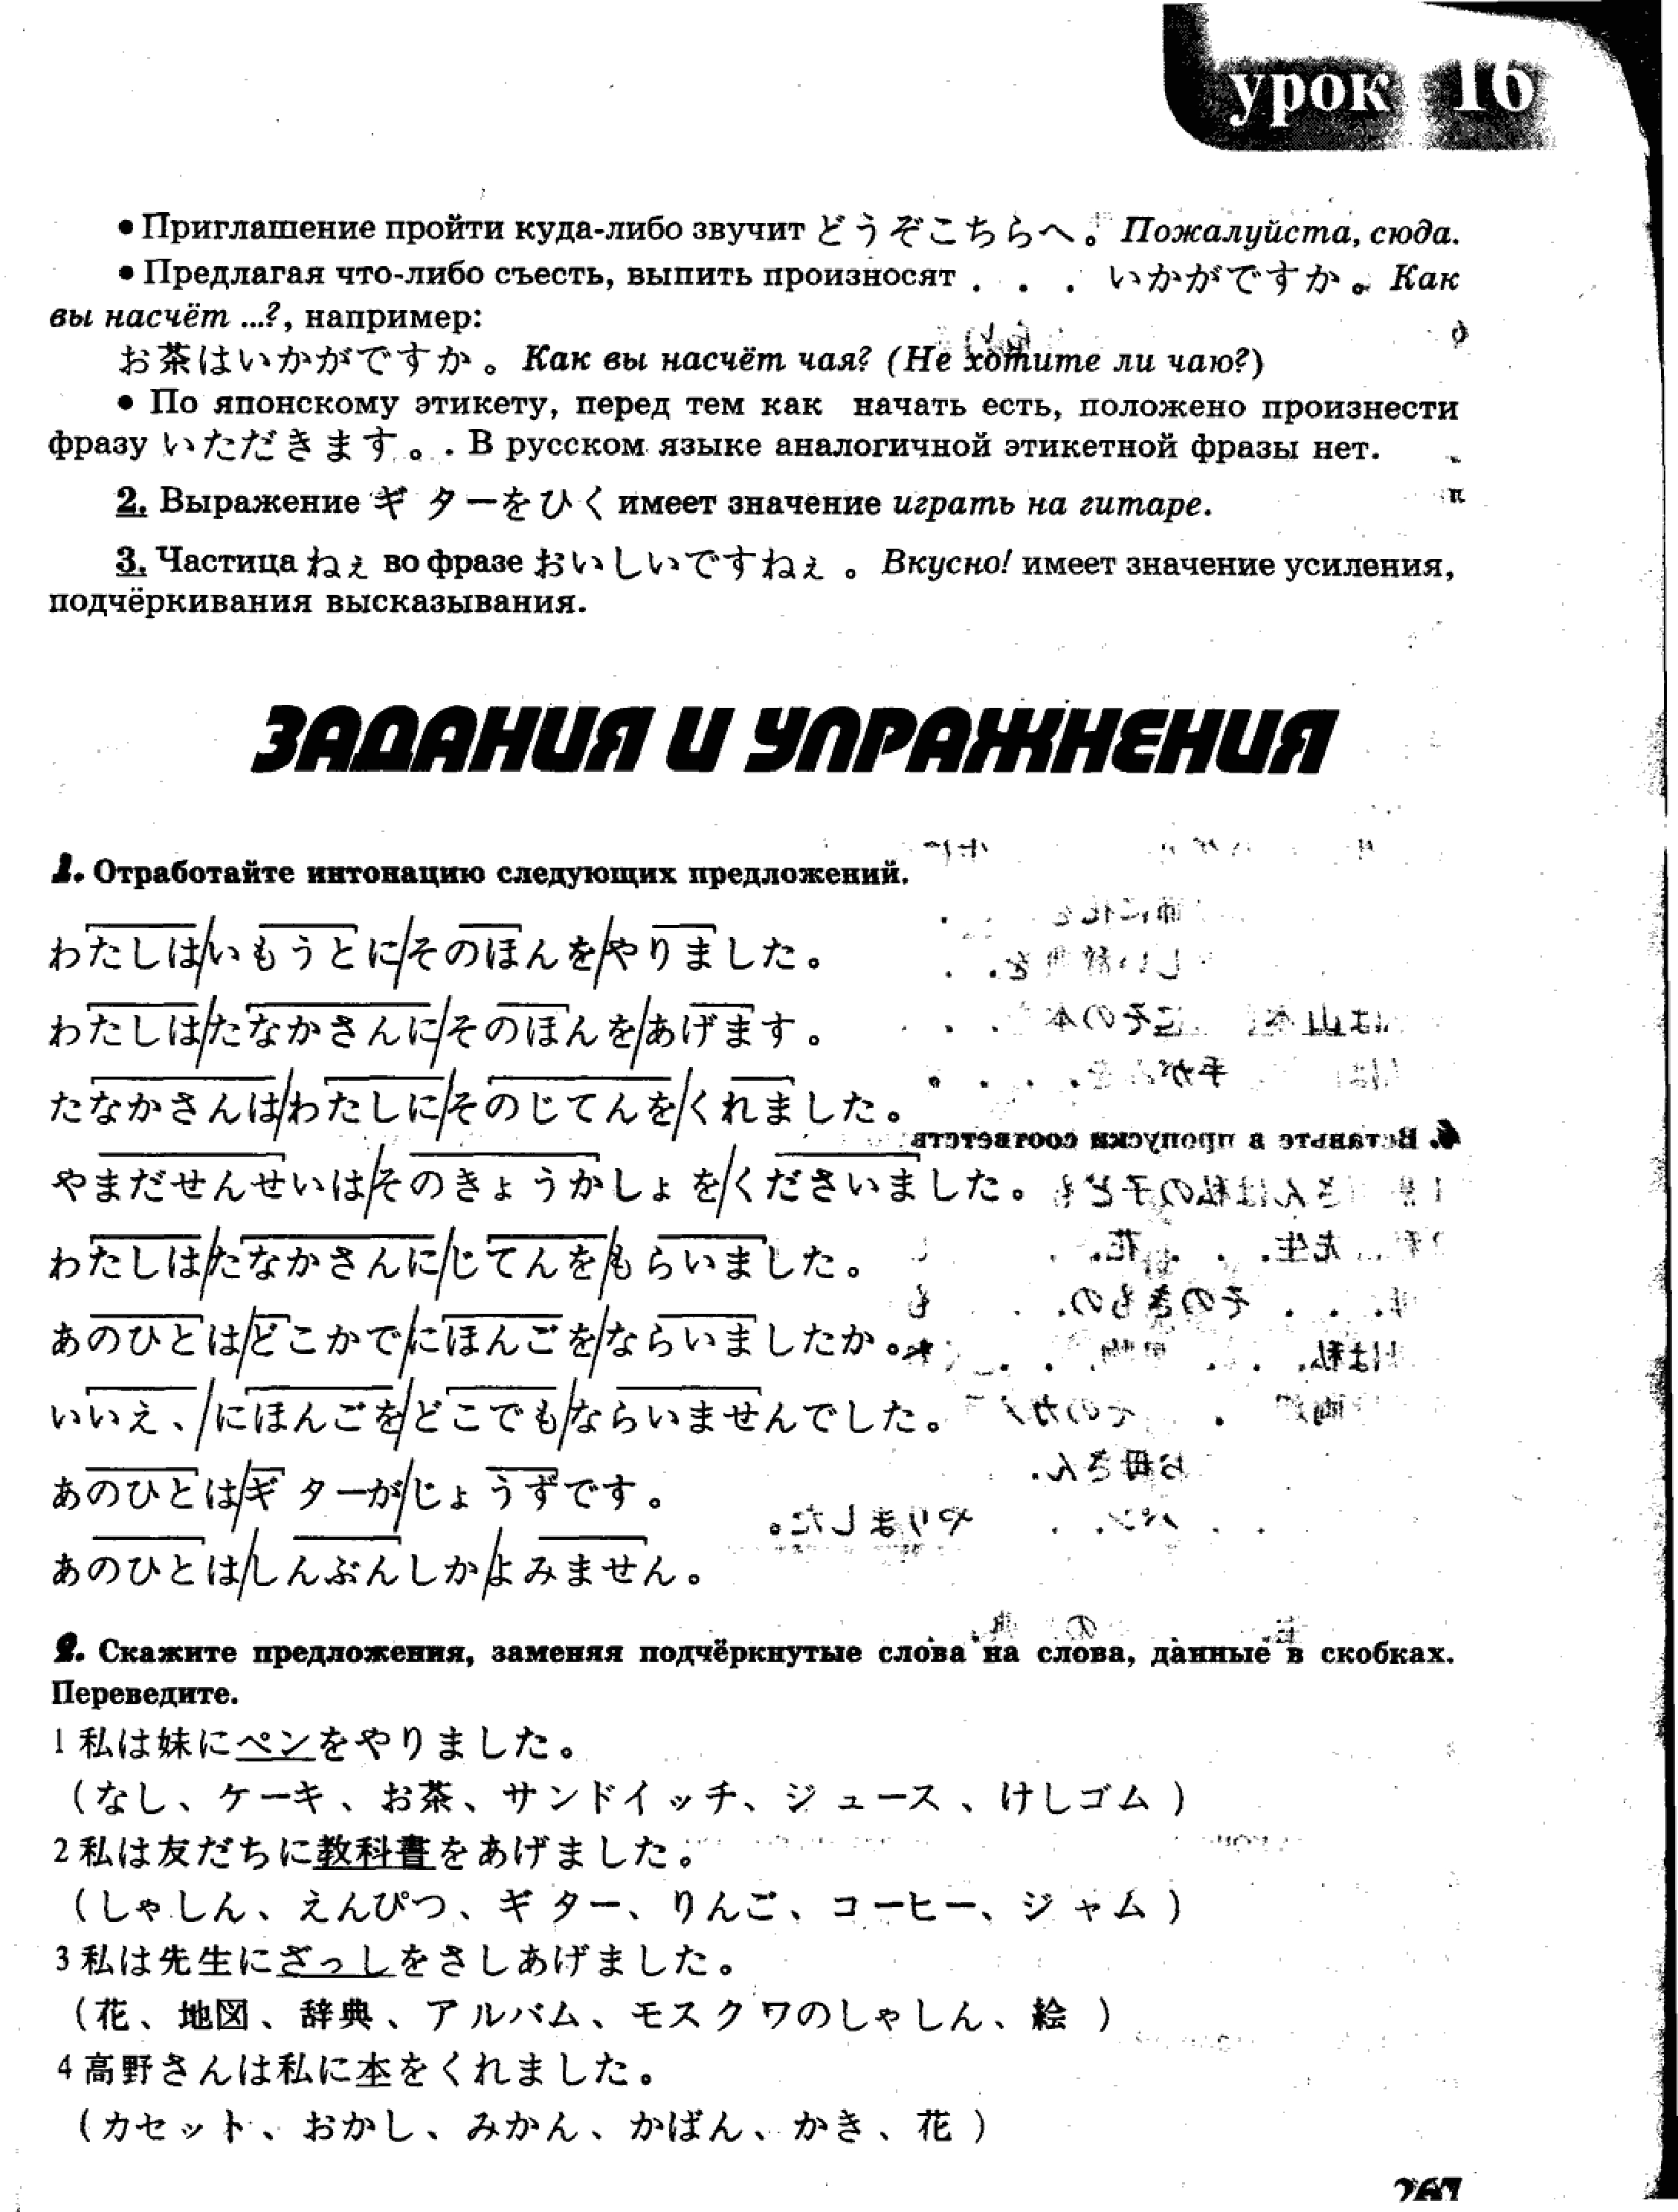 урок 16
• Приглашение пройти куда-либо звучит どうぞこちらへ。 Пожалуйста, сюда.
• Предлагая что-либо съесть, выпить произносят . . . いかがですか。 Как
вы насчёт ...?, например:
お茶はいかがですか。 Как вы насчёт чая? (Не хотите ли чаю?)
• По японскому этикету, перед тем как начать есть, положено произнести
фразу いただきます。. В русском языке аналогичной этикетной фразы нет.
2. Выражение ギターをひく имеет значение играть на гитаре.
3. Частица ねぇ во фразе おいしいですねぇ。 Вкусно! имеет значение усиления,
подчёркивания высказывания.
ЗАДАНИЯ И УПРАЖНЕНИЯ
1. Отработайте интонацию следующих предложений.
わたしは/いもうとに/そのほんを/やりました。
わたしは/たなかさんに/そのほんを/あげます。
たなかさんは/わたしに/そのじてんを/くれました。
やまだせんせいは/そのきょうかしょを/くださいました。
わたしは/たなかさんに/じてんを/もらいました。
あのひとは/どこかで/にほんごを/ならいましたか。
いいえ、/にほんごを/どこでも/ならいませんでした。
あのひとは/ギターが/じょうずです。
あのひとは/しんぶんしか/よみません。
2. Скажите предложения, заменяя подчёркнутые слова на слова, данные в скобках.
Переведите.
1 私は妹にペンをやりました。
(なし、ケーキ、お茶、サンドイッチ、ジュース、けしゴム)
2 私は友だちに教科書をあげました。
(しゃしん、えんぴつ、ギター、りんご、コーヒー、ジャム)
3 私は先生にざっしをさしあげました。
(花、地図、辞典、アルバム、モスクワのしゃしん、絵)
4 高野さんは私に本をくれました。
(カセット、おかし、みかん、かばん、かき、花)
267